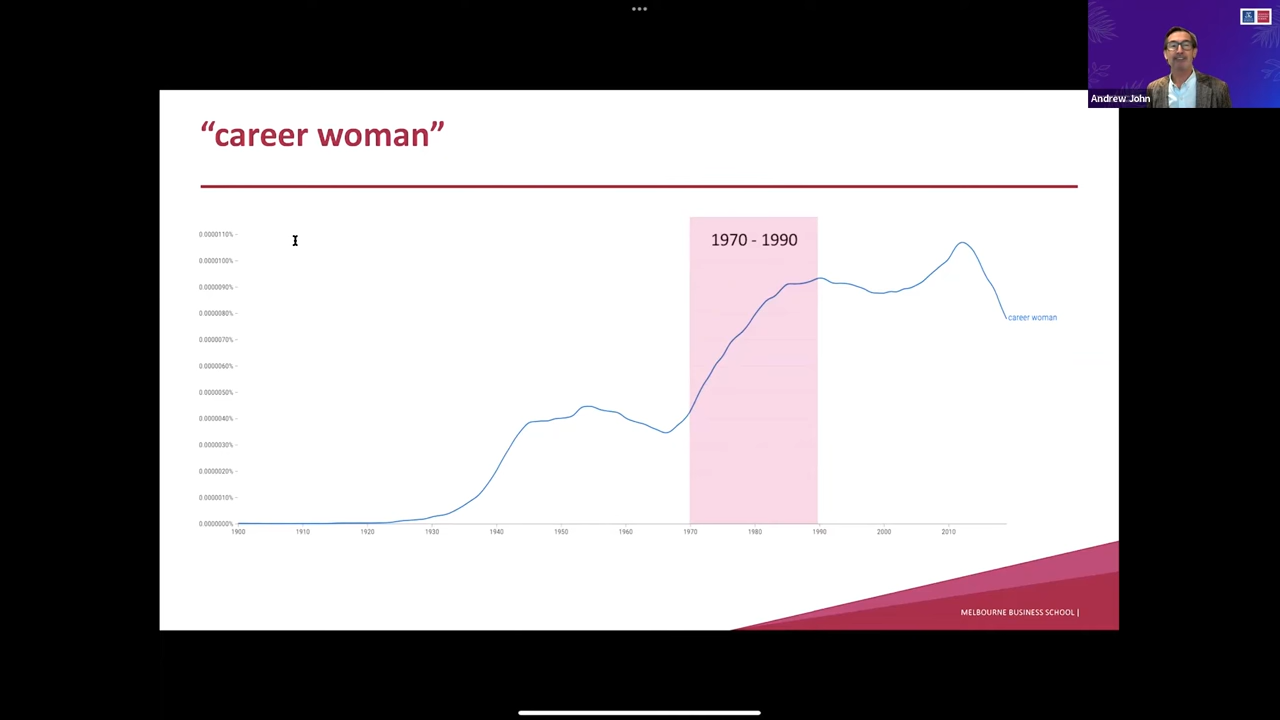 Andrew John
“career woman”
1970 - 1990
0.0000110%
0.0000100%
0.0000090%
0.0000080%
0.0000070%
0.0000060%
0.0000050%
0.0000040%
0.0000030%
0.0000020%
0.0000010%
0.0000000%
career woman
1900 1910 1920 1930 1940 1950 1960 1970 1980 1990 2000 2010
MELBOURNE BUSINESS SCHOOL |